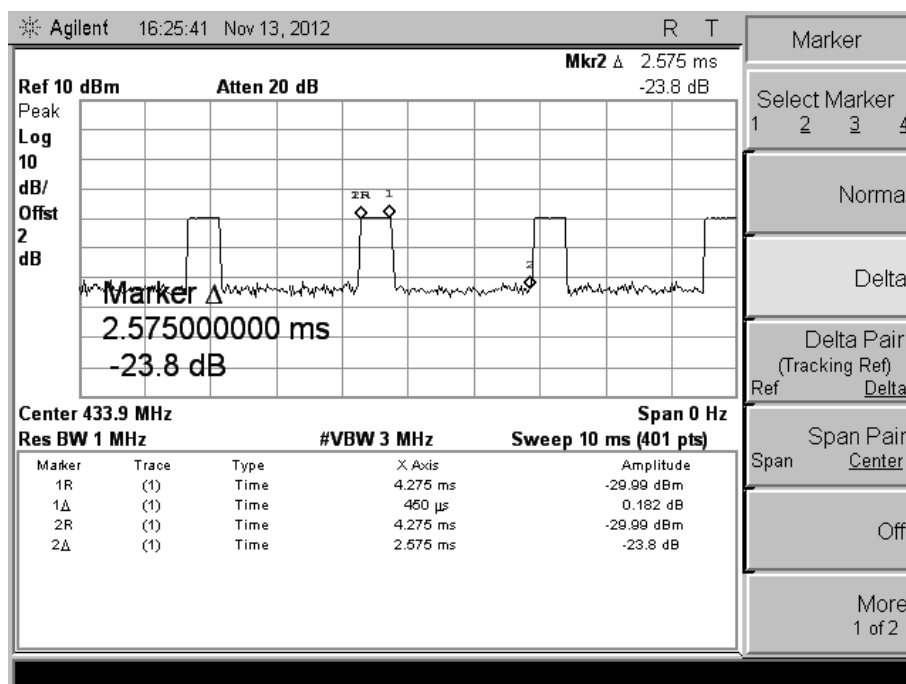 Agilent 16:25:41 Nov 13, 2012 R T
Mkr2 Δ 2.575 ms
Ref 10 dBm Atten 20 dB -23.8 dB
Peak
Log
10
dB/
Offst
2
dB
2R 1
2
Marker Δ
2.575000000 ms
-23.8 dB
Center 433.9 MHz Span 0 Hz
Res BW 1 MHz #VBW 3 MHz Sweep 10 ms (401 pts)
Marker Trace Type X Axis Amplitude
1R (1) Time 4.275 ms -29.99 dBm
1Δ (1) Time 450 μs 0.182 dB
2R (1) Time 4.275 ms -29.99 dBm
2Δ (1) Time 2.575 ms -23.8 dB
Marker
Select Marker
1 2 3 4
Norma
Delta
Delta Pair
(Tracking Ref)
Ref Delta
Span Pair
Span Center
Off
More
1 of 2